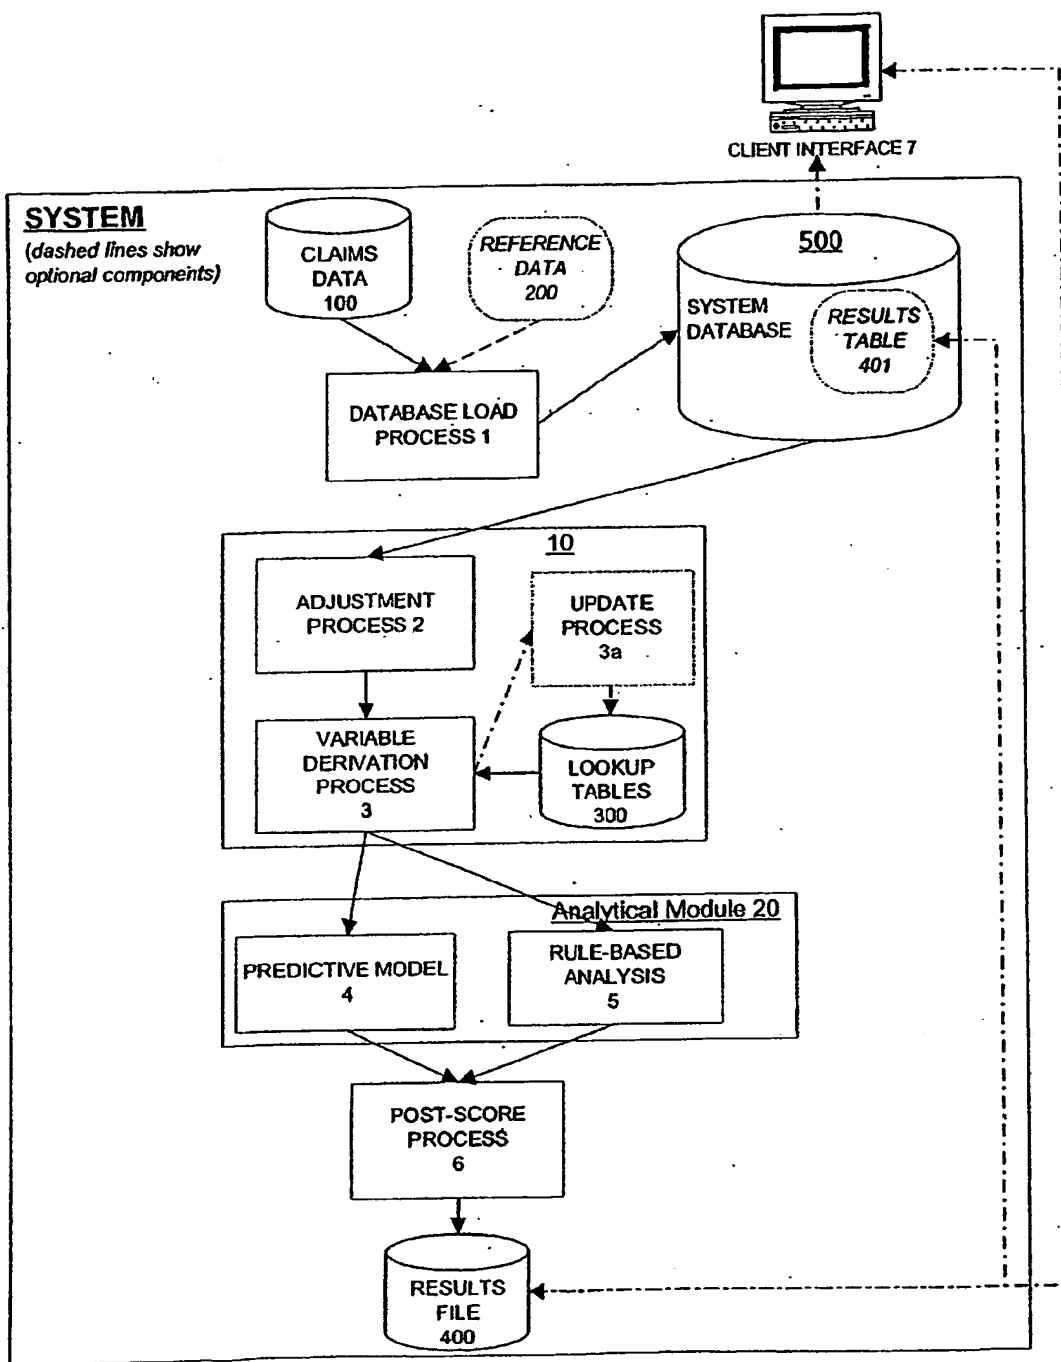 CLIENT INTERFACE 7
SYSTEM
(dashed lines show
optional components)
CLAIMS
DATA
100
REFERENCE
DATA
200
500
SYSTEM
DATABASE
RESULTS
TABLE
401
DATABASE LOAD
PROCESS 1
10
ADJUSTMENT
PROCESS 2
UPDATE
PROCESS
3a
VARIABLE
DERIVATION
PROCESS
3
LOOKUP
TABLES
300
Analytical Module 20
PREDICTIVE MODEL
4
RULE-BASED
ANALYSIS
5
POST-SCORE
PROCESS
6
RESULTS
FILE
400